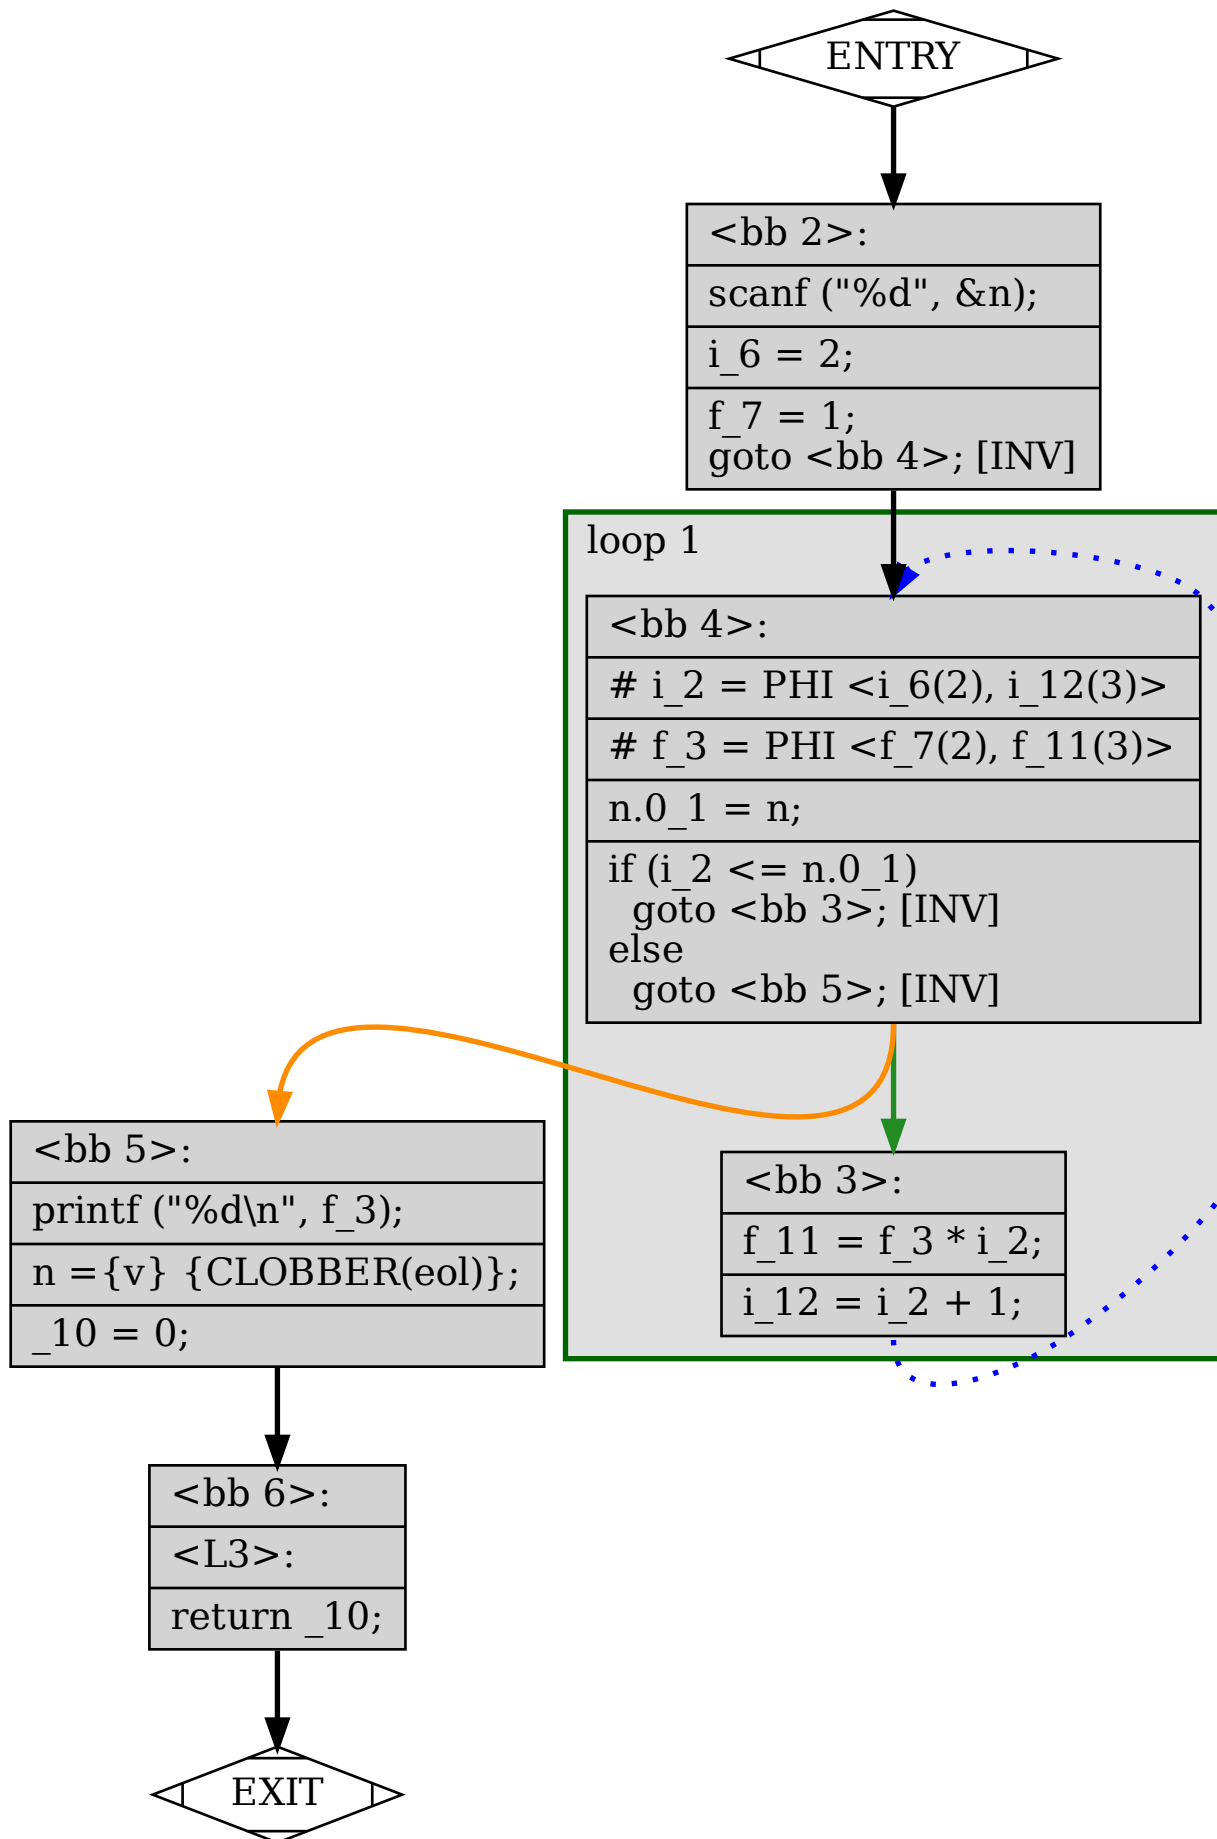 ENTRY
<bb 2>:
scanf ("%d", &n);
i_6 = 2;
f_7 = 1;
goto <bb 4>; [INV]
loop 1
<bb 4>:
# i_2 = PHI <i_6(2), i_12(3)>
# f_3 = PHI <f_7(2), f_11(3)>
n.0_1 = n;
if (i_2 <= n.0_1)
  goto <bb 3>; [INV]
else
  goto <bb 5>; [INV]
<bb 5>:
printf ("%d\n", f_3);
n ={v} {CLOBBER(eol)};
_10 = 0;
<bb 3>:
f_11 = f_3 * i_2;
i_12 = i_2 + 1;
<bb 6>:
<L3>:
return _10;
EXIT